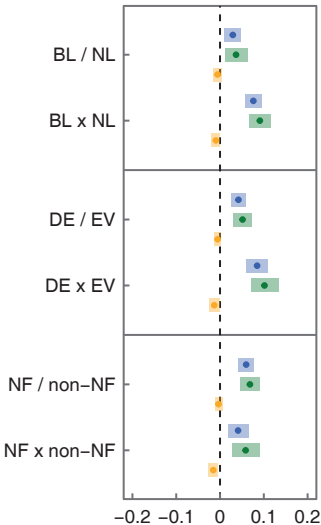 BL / NL
BL x NL
DE / EV
DE x EV
NF / non−NF
NF x non−NF
−0.2 −0.1 0 0.1 0.2